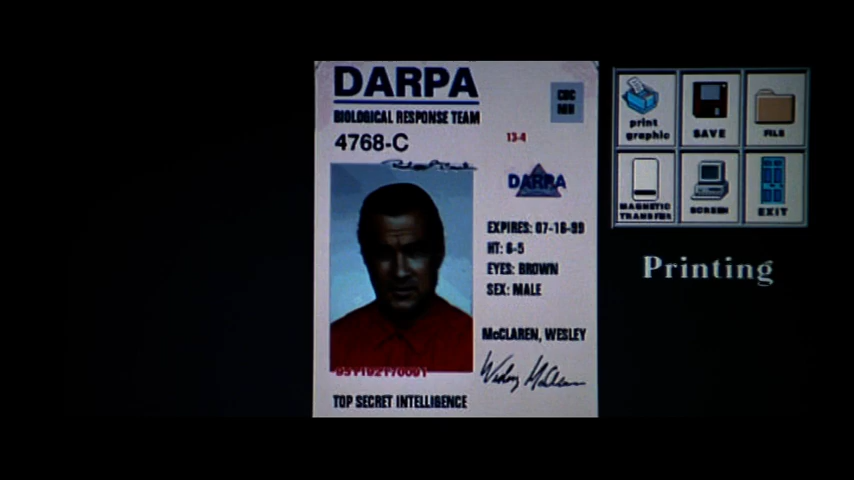 DARPA
BIOLOGICAL RESPONSE TEAM
4768-C
13-4
DARPA
EXPIRES: 07-16-99
HT: 6-5
EYES: BROWN
SEX: MALE
McCLAREN, WESLEY
TOP SECRET INTELLIGENCE
print
graphic
SAVE
FILE
MAGNETIC
TRANSFER
SCREEN
EXIT
Printing